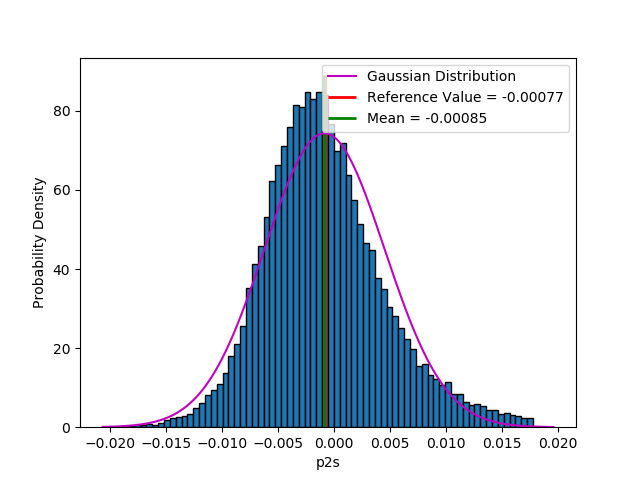 Gaussian Distribution
Reference Value = -0.00077
Mean = -0.00085
Probability Density
80
60
40
20
0
−0.020 −0.015 −0.010 −0.005 0.000 0.005 0.010 0.015 0.020
p2s